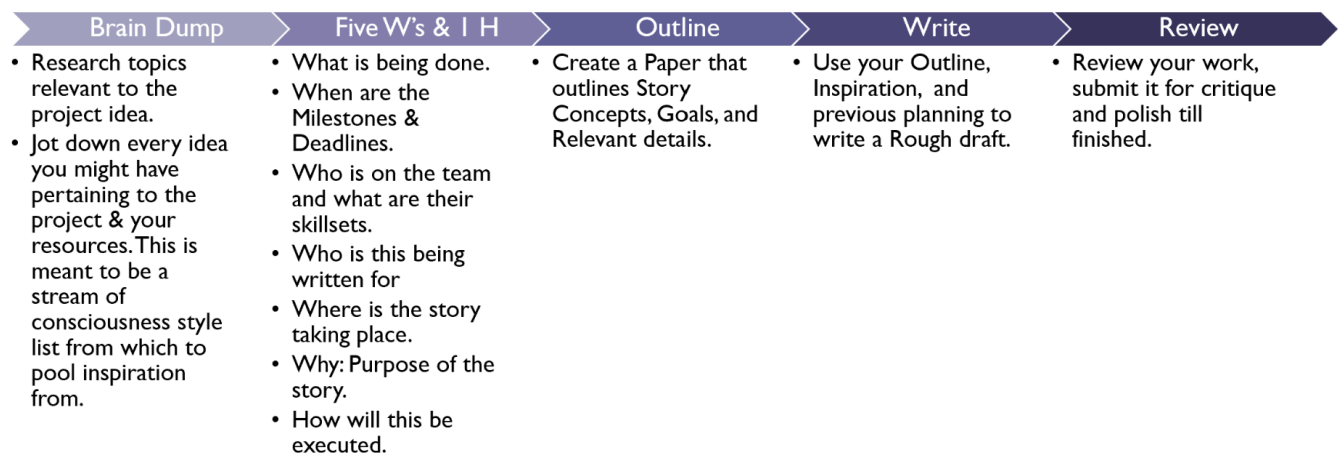 Brain Dump
• Research topics
relevant to the
project idea.
• Jot down every idea
you might have
pertaining to the
project & your
resources. This is
meant to be a
stream of
consciousness style
list from which to
pool inspiration
from.
Five W's & 1 H
• What is being done.
• When are the
Milestones &
Deadlines.
• Who is on the team
and what are their
skillsets.
• Who is this being
written for
• Where is the story
taking place.
• Why: Purpose of the
story.
• How will this be
executed.
Outline
• Create a Paper that
outlines Story
Concepts, Goals, and
Relevant details.
Write
• Use your Outline,
Inspiration, and
previous planning to
write a Rough draft.
Review
• Review your work,
submit it for critique
and polish till
finished.